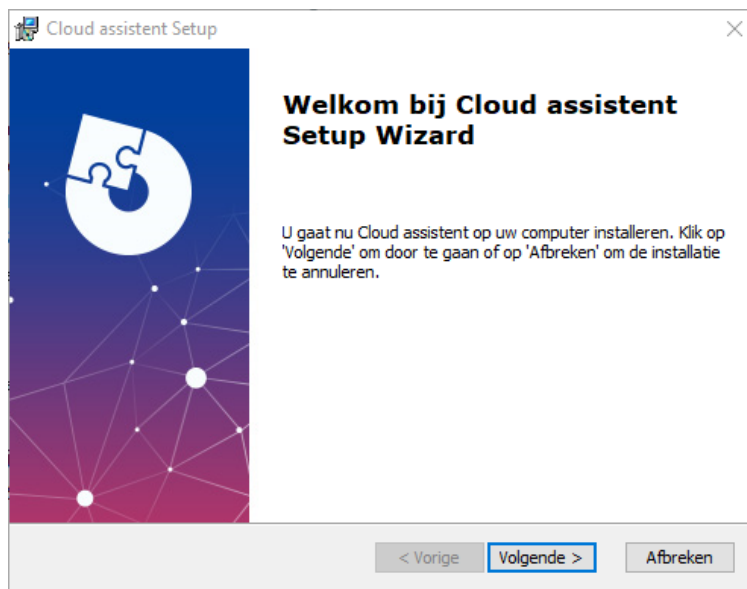 Cloud assistent Setup
Welkom bij Cloud assistent
Setup Wizard
U gaat nu Cloud assistent op uw computer installeren. Klik op
'Volgende' om door te gaan of op 'Afbreken' om de installatie
te annuleren.
< Vorige
Volgende >
Afbreken